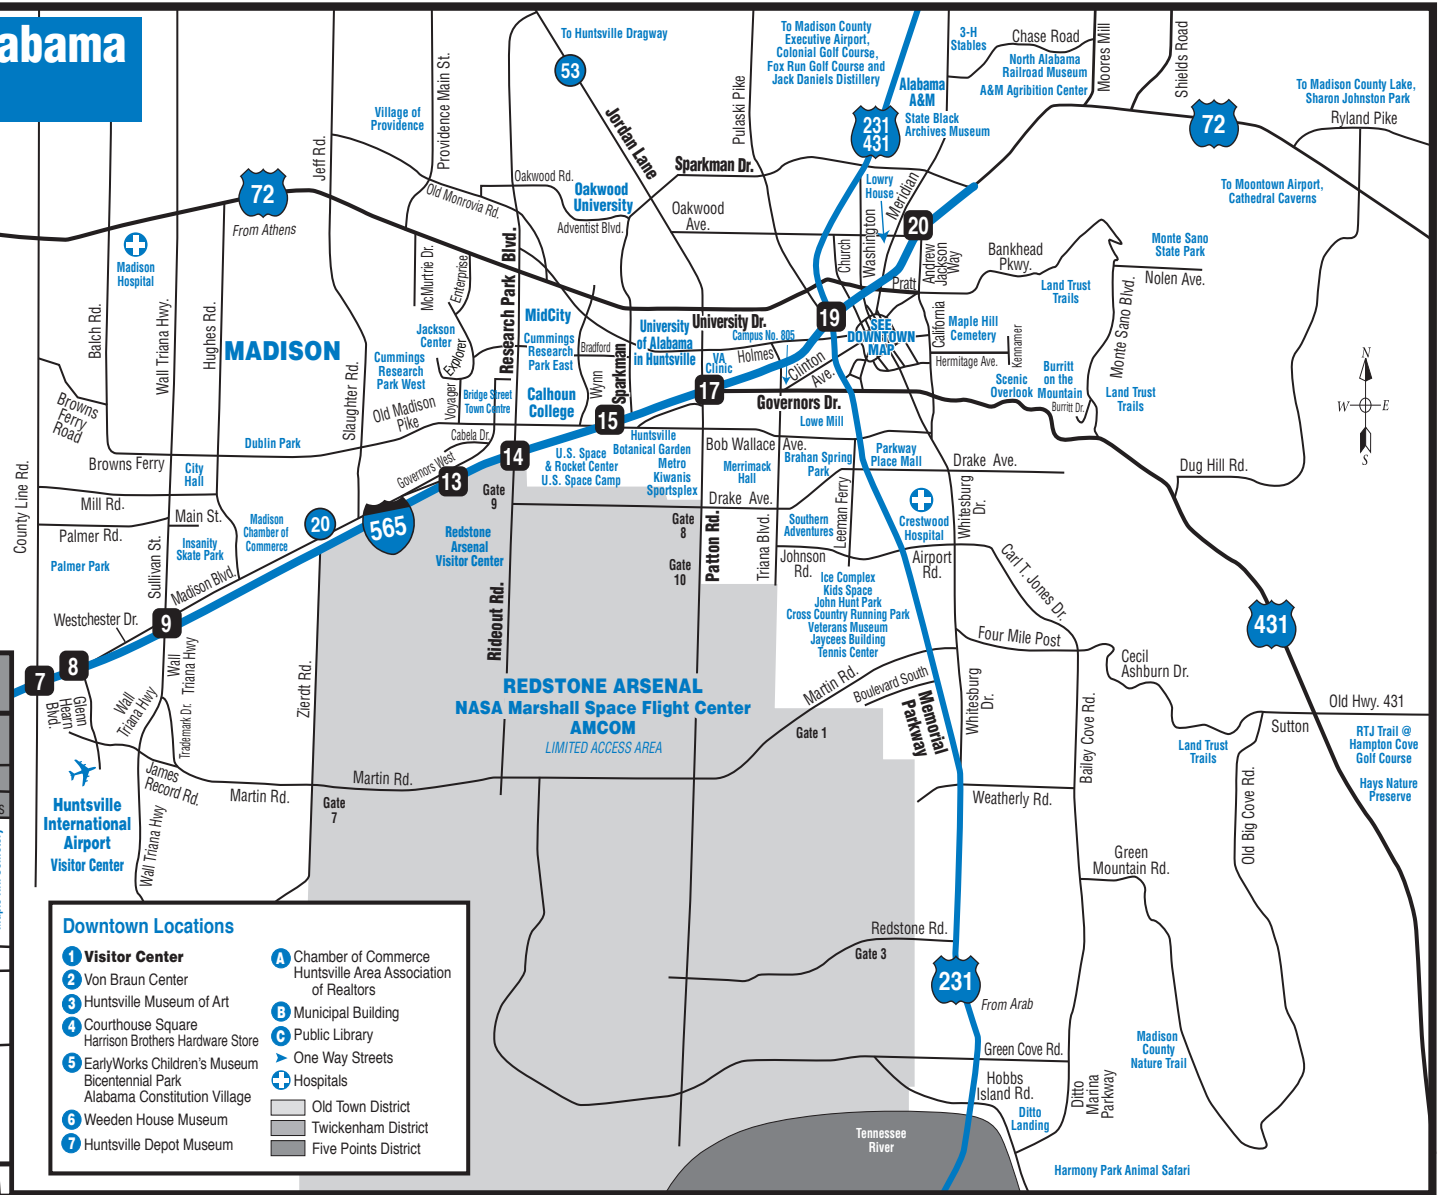 abama
To Huntsville Dragway
53
To Madison County
Executive Airport,
Colonial Golf Course,
Fox Run Golf Course and
Jack Daniels Distillery
3-H
Stables
Chase Road
North Alabama
Railroad Museum
A&M Agribition Center
Moores Mill
Shields Road
To Madison County Lake,
Sharon Johnston Park
Ryland Pike
72
Alabama
A&M
State Black
Archives Museum
231
431
Village of
Providence
Providence Main St.
Jeff Rd.
Jordan Lane
Pulaski Pike
Sparkman Dr.
Oakwood Rd.
Oakwood
University
Old Monrovia Rd.
Adventist Blvd.
Oakwood
Ave.
Lowry
House
Meridian
Washington
Church
20
Andrew
Jackson
Way
Bankhead
Pkwy.
To Moontown Airport,
Cathedral Caverns
Monte Sano
State Park
Nolen Ave.
Land Trust
Trails
Monte Sano Blvd.
72
From Athens
Madison
Hospital
Balch Rd.
Wall Triana Hwy.
Hughes Rd.
MADISON
McMurtrie Dr.
Enterprise
Research Park Blvd.
Jackson
Center
Explorer
MidCity
Cummings
Research
Park East
Bradford
Wynn
Sparkman
University
of Alabama
in Huntsville
University Dr.
Campus No. 805
VA
Clinic
Holmes
Clinton
Ave.
Pratt
19
SEE
DOWNTOWN
MAP
California
Maple Hill
Cemetery
Hermitage Ave.
Kennamer
Scenic
Overlook
Burritt
on the
Mountain
Burritt Dr.
Land Trust
Trails
N
W
E
S
Cummings
Research
Park West
Slaughter Rd.
Old Madison
Pike
Voyager
Bridge Street
Town Centre
Calhoun
College
17
15
Governors Dr.
Lowe Mill
Browns
Ferry
Road
Dublin Park
Cabela Dr.
Governors West
14
13
Browns Ferry
City
Hall
County Line Rd.
Mill Rd.
Main St.
Palmer Rd.
Palmer Park
Sullivan St.
Insanity
Skate Park
Madison
Chamber of
Commerce
20
565
Madison Blvd.
Westchester Dr.
Gate
9
U.S. Space
& Rocket Center
U.S. Space Camp
Huntsville
Botanical Garden
Metro
Kiwanis
Sportsplex
Bob Wallace Ave.
Merrimack
Hall
Brahan Spring
Park
Parkway
Place Mall
Drake Ave.
Drake Ave.
Dug Hill Rd.
Redstone
Arsenal
Visitor Center
Gate
8
Gate
10
Patton Rd.
Triana Blvd.
Southern
Adventures
Leeman Ferry
Crestwood
Hospital
Whitesburg
Dr.
Johnson
Rd.
Airport
Rd.
Carl T. Jones Dr.
Ice Complex
Kids Space
John Hunt Park
Cross Country Running Park
Veterans Museum
Jaycees Building
Tennis Center
Four Mile Post
Cecil
Ashburn Dr.
431
Rideout Rd.
9
8
7
Glenn
Hearn
Blvd.
Wall
Triana Hwy
Wall
Triana Hwy
Trademark Dr.
Zierdt Rd.
REDSTONE ARSENAL
NASA Marshall Space Flight Center
AMCOM
LIMITED ACCESS AREA
Martin Rd.
Boulevard South
Memorial
Parkway
Whitesburg
Dr.
Gate 1
Bailey Cove Rd.
Old Hwy. 431
Sutton
Land Trust
Trails
RTJ Trail @
Hampton Cove
Golf Course
Hays Nature
Preserve
Old Big Cove Rd.
James
Record Rd.
Martin Rd.
Martin Rd.
Gate
7
Huntsville
International
Airport
Visitor Center
Wall Triana Hwy
Weatherly Rd.
Green
Mountain Rd.
Redstone Rd.
Gate 3
231
From Arab
Green Cove Rd.
Hobbs
Island Rd.
Ditto
Landing
Ditto
Marina
Parkway
Madison
County
Nature Trail
Tennessee
River
Harmony Park Animal Safari
Downtown Locations
1 Visitor Center
2 Von Braun Center
3 Huntsville Museum of Art
4 Courthouse Square
Harrison Brothers Hardware Store
5 EarlyWorks Children's Museum
Bicentennial Park
Alabama Constitution Village
6 Weeden House Museum
7 Huntsville Depot Museum
A Chamber of Commerce
Huntsville Area Association
of Realtors
B Municipal Building
C Public Library
One Way Streets
Hospitals
Old Town District
Twickenham District
Five Points District